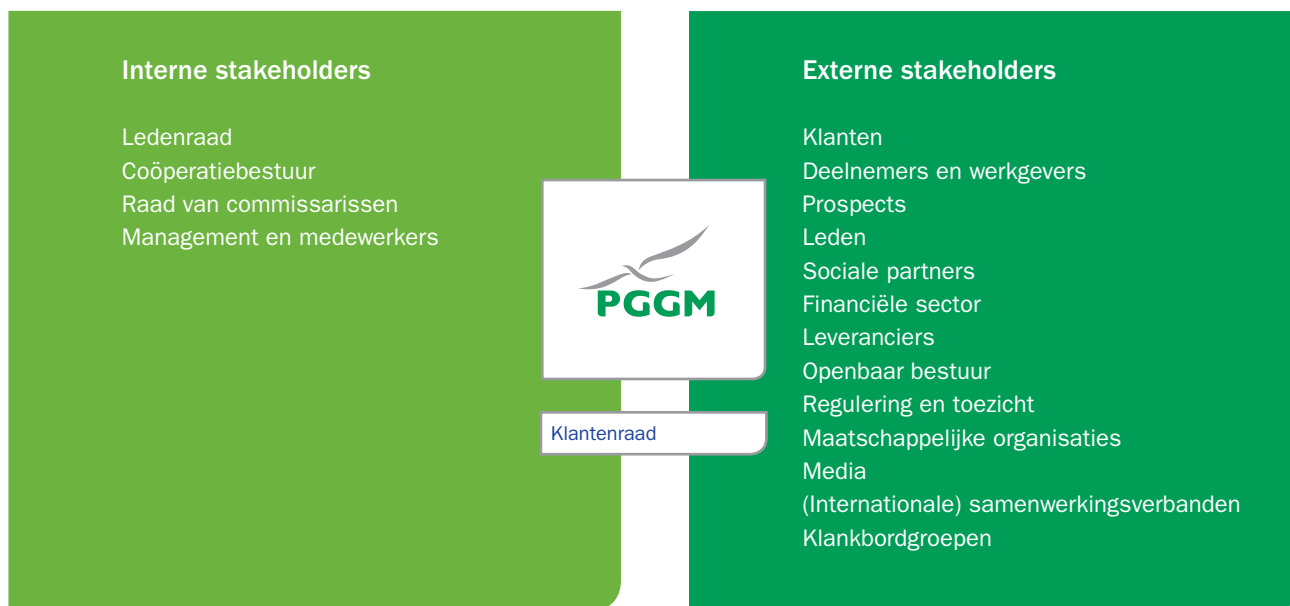 Interne stakeholders
Ledenraad
Coöperatiebestuur
Raad van commissarissen
Management en medewerkers
PGGM
Klantenraad
Externe stakeholders
Klanten
Deelnemers en werkgevers
Prospects
Leden
Sociale partners
Financiële sector
Leveranciers
Openbaar bestuur
Regulering en toezicht
Maatschappelijke organisaties
Media
(Internationale) samenwerkingsverbanden
Klankbordgroepen